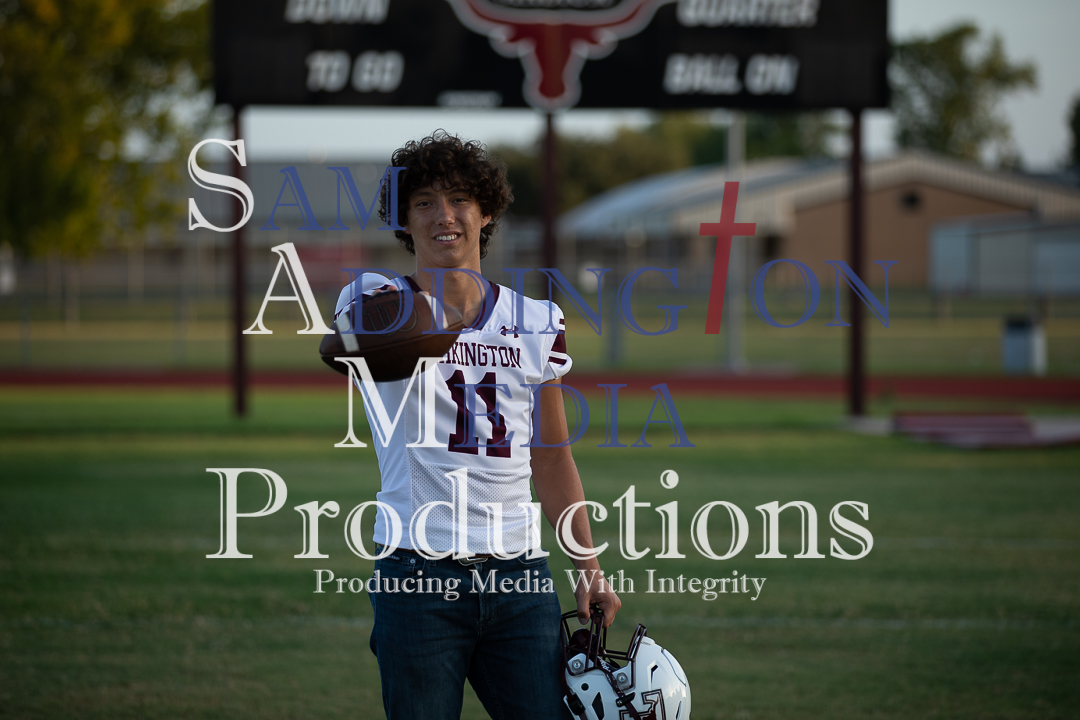 DOWN QUARTER
TO GO BALL ON
SAM
ADDINGTON
KINGTON
11
MEDIA
Productions
Producing Media With Integrity